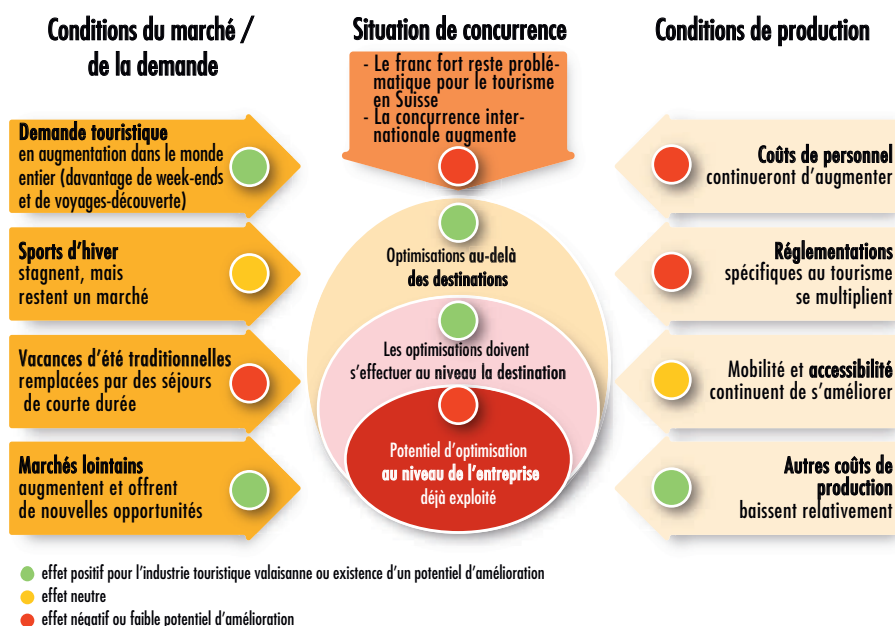 Conditions du marché /
de la demande
Demande touristique
en augmentation dans le monde
entier (davantage de week-ends
et de voyages-découverte)
Sports d'hiver
stagnent, mais
restent un marché
Vacances d'été traditionnelles
remplacées par des séjours
de courte durée
Marchés lointains
augmentent et offrent
de nouvelles opportunités
Situation de concurrence
- Le franc fort reste problé-
matique pour le tourisme
en Suisse
- La concurrence inter-
nationale augmente
Optimisations au-delà
des destinations
Les optimisations doivent
s'effectuer au niveau la destination
Potentiel d'optimisation
au niveau de l'entreprise
déjà exploité
Conditions de production
Coûts de personnel
continueront d'augmenter
Réglementations
spécifiques au tourisme
se multiplient
Mobilité et accessibilité
continuent de s'améliorer
Autres coûts de
production
baissent relativement
effet positif pour l'industrie touristique valaisanne ou existence d'un potentiel d'amélioration
effet neutre
effet négatif ou faible potentiel d'amélioration